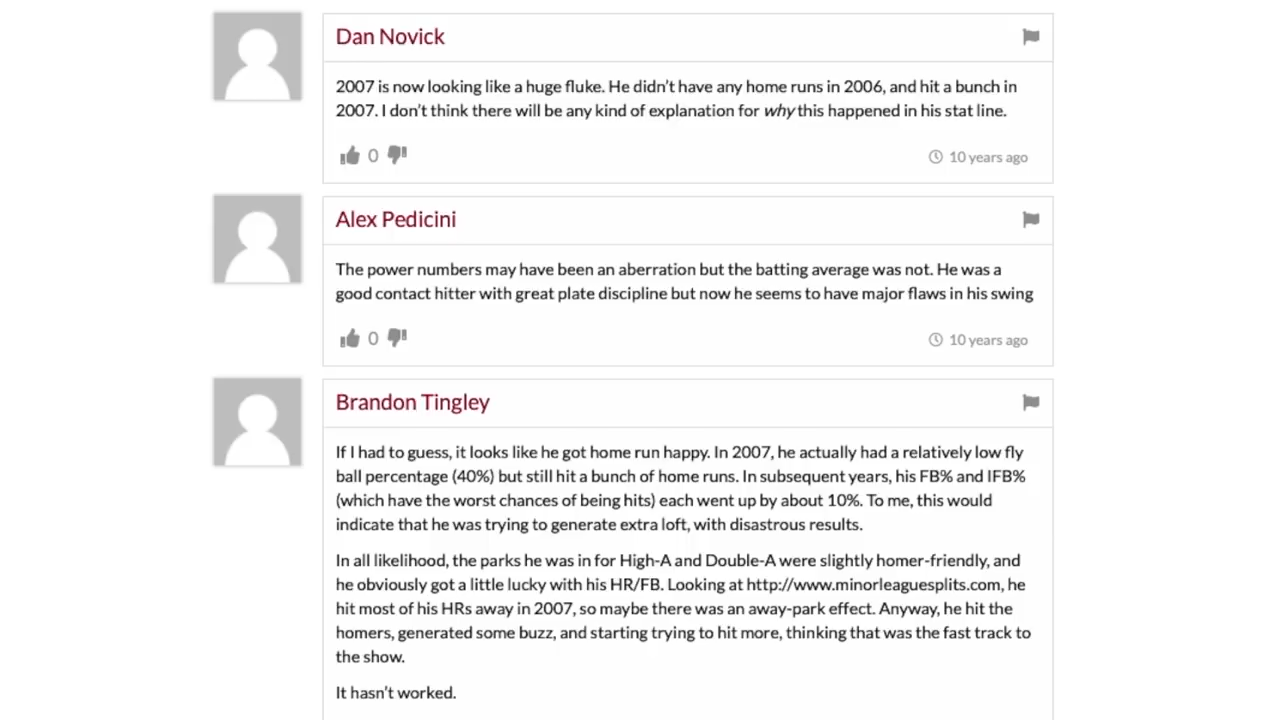 Dan Novick
2007 is now looking like a huge fluke. He didn’t have any home runs in 2006, and hit a bunch in
2007. I don’t think there will be any kind of explanation for why this happened in his stat line.
0
10 years ago
Alex Pedicini
The power numbers may have been an aberration but the batting average was not. He was a
good contact hitter with great plate discipline but now he seems to have major flaws in his swing
0
10 years ago
Brandon Tingley
If I had to guess, it looks like he got home run happy. In 2007, he actually had a relatively low fly
ball percentage (40%) but still hit a bunch of home runs. In subsequent years, his FB% and IFB%
(which have the worst chances of being hits) each went up by about 10%. To me, this would
indicate that he was trying to generate extra loft, with disastrous results.
In all likelihood, the parks he was in for High-A and Double-A were slightly homer-friendly, and
he obviously got a little lucky with his HR/FB. Looking at http://www.minorleaguesplits.com, he
hit most of his HRs away in 2007, so maybe there was an away-park effect. Anyway, he hit the
homers, generated some buzz, and starting trying to hit more, thinking that was the fast track to
the show.
It hasn’t worked.